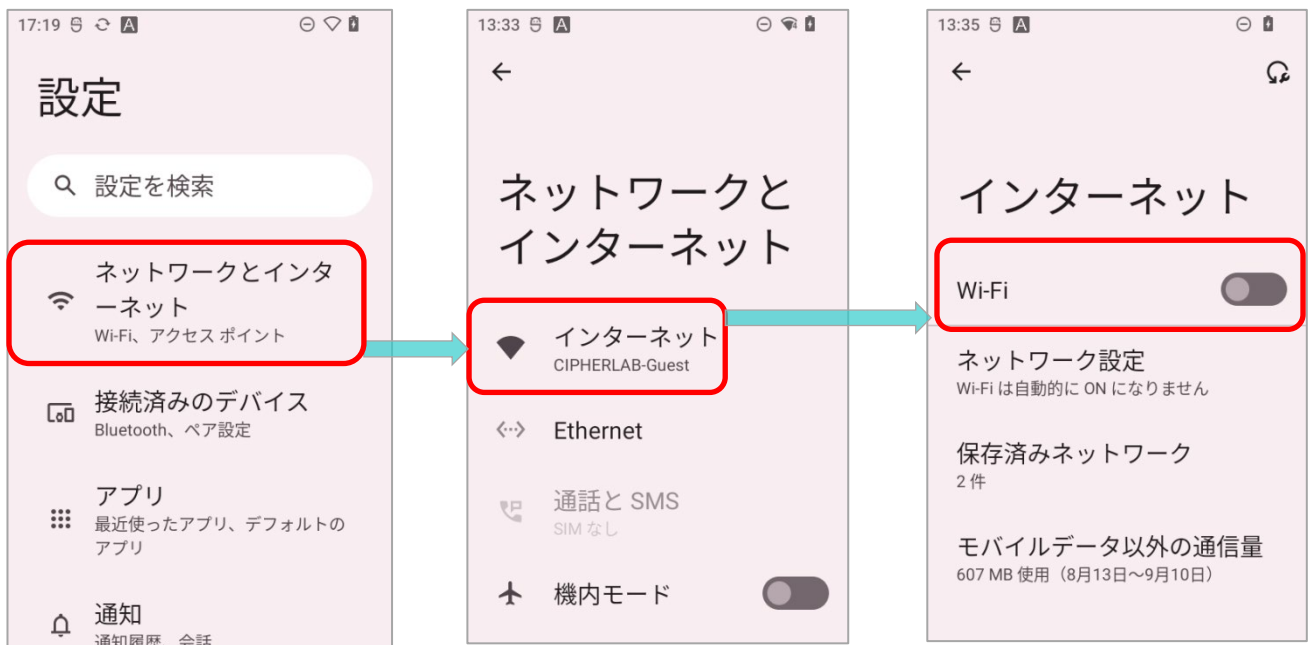 17:19
設定
設定を検索
ネットワークとインタ
ーネット
Wi-Fi、アクセス ポイント
接続済みのデバイス
Bluetooth、ペア設定
アプリ
最近使ったアプリ、デフォルトの
アプリ
通知
通知履歴、会話
13:33
ネットワークと
インターネット
インターネット
CIPHERLAB-Guest
Ethernet
通話と SMS
SIM なし
機内モード
13:35
インターネット
Wi-Fi
ネットワーク設定
Wi-Fi は自動的に ON になりません
保存済みネットワーク
2 件
モバイルデータ以外の通信量
607 MB 使用（8月13日～9月10日）